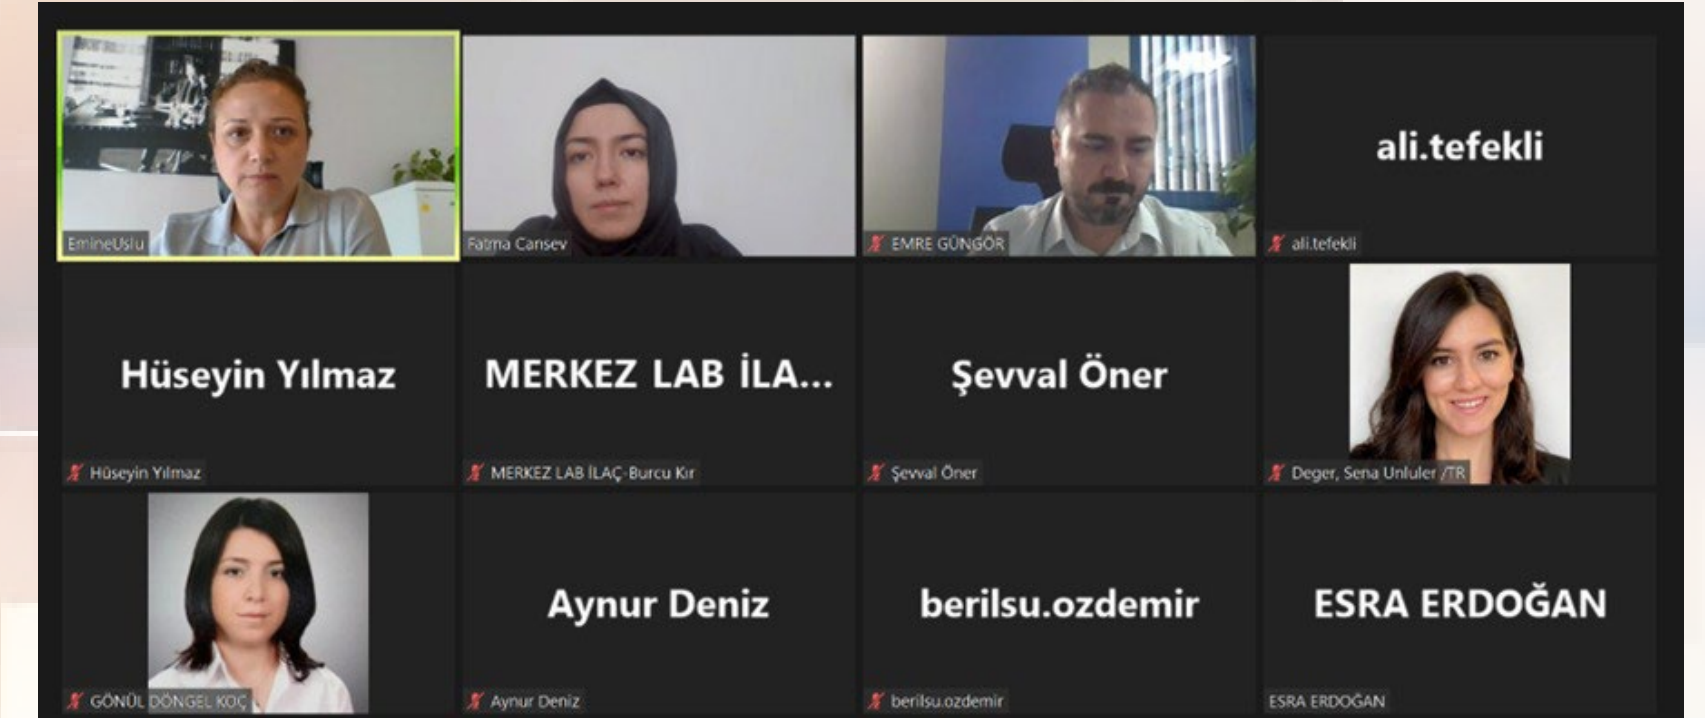 EmineUslu
Fatma Cansev
EMRE GÜNGÖR
ali.tefekli
ali.tefekli
Hüseyin Yılmaz
Hüseyin Yılmaz
MERKEZ LAB İLA...
MERKEZ LAB İLAÇ-Burcu Kır
Şevval Öner
Şevval Öner
Deger, Sena Unluler /TR
GÖNÜL DÖNGEL KOÇ
Aynur Deniz
Aynur Deniz
berilsu.ozdemir
berilsu.ozdemir
ESRA ERDOĞAN
ESRA ERDOĞAN